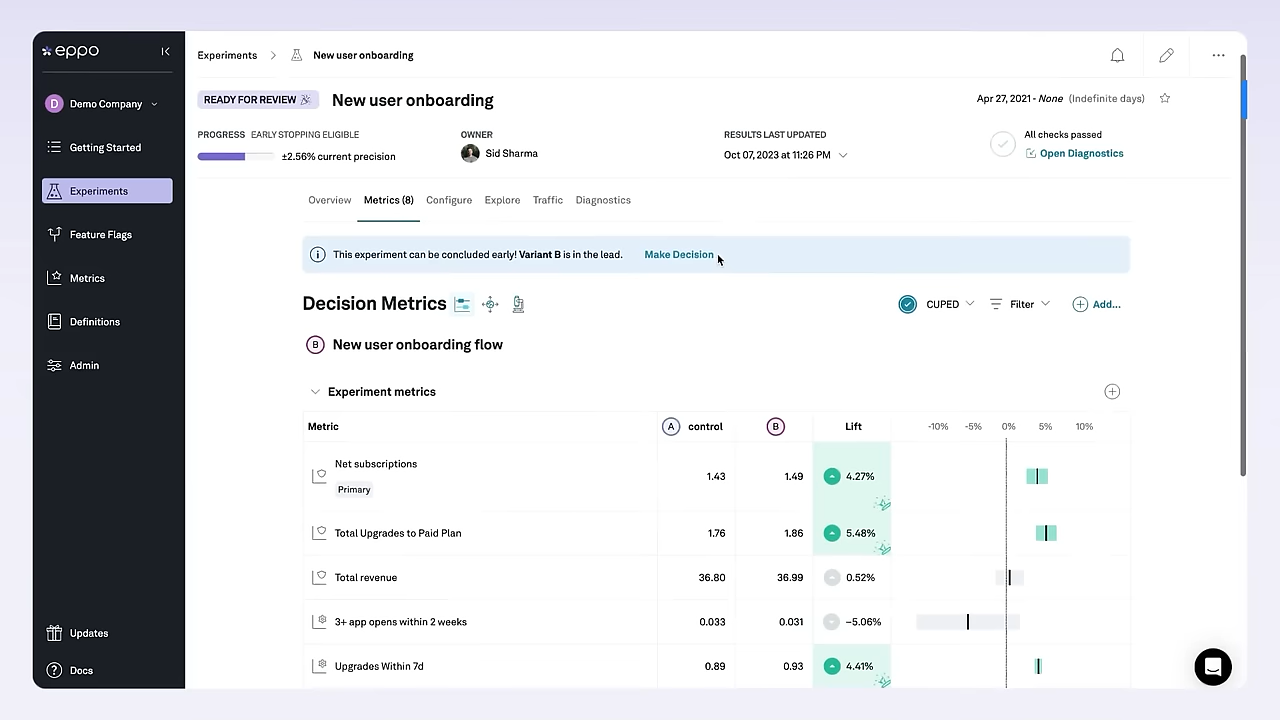 eppo
Demo Company
Getting Started
Experiments
Feature Flags
Metrics
Definitions
Admin
Updates
Docs
Experiments > New user onboarding
READY FOR REVIEW New user onboarding
Apr 27, 2021 - None (Indefinite days)
PROGRESS EARLY STOPPING ELIGIBLE
±2.56% current precision
OWNER
Sid Sharma
RESULTS LAST UPDATED
Oct 07, 2023 at 11:26 PM
All checks passed
Open Diagnostics
Overview Metrics (8) Configure Explore Traffic Diagnostics
This experiment can be concluded early! Variant B is in the lead. Make Decision
Decision Metrics
CUPED Filter Add...
B New user onboarding flow
Experiment metrics
Metric A control B Lift -10% -5% 0% 5% 10%
Net subscriptions 1.43 1.49 4.27%
Primary
Total Upgrades to Paid Plan 1.76 1.86 5.48%
Total revenue 36.80 36.99 0.52%
3+ app opens within 2 weeks 0.033 0.031 –5.06%
Upgrades Within 7d 0.89 0.93 4.41%